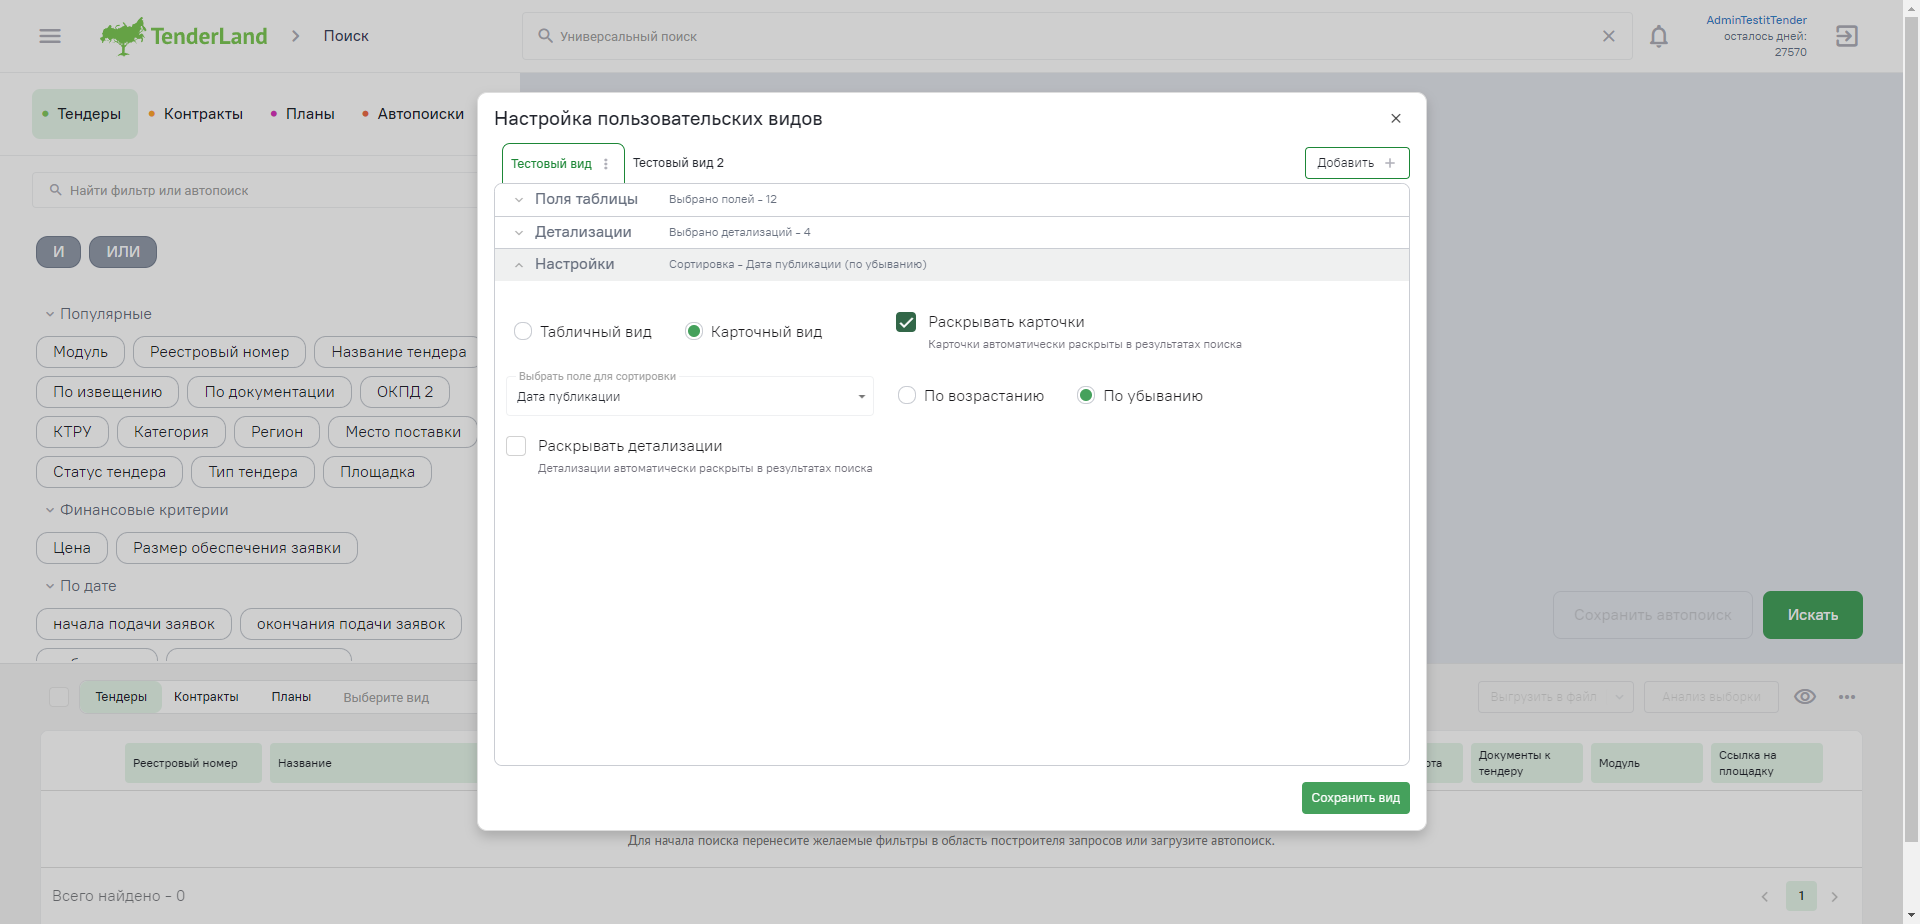 TenderLand
Поиск
Универсальный поиск
AdminTestitTender
осталось дней:
27570
Тендеры
Контракты
Планы
Автопоиски
Найти фильтр или автопоиск
И
ИЛИ
Популярные
Модуль
Реестровый номер
Название тендера
По извещению
По документации
ОКПД 2
КТРУ
Категория
Регион
Место поставки
Статус тендера
Тип тендера
Площадка
Финансовые критерии
Цена
Размер обеспечения заявки
По дате
начала подачи заявок
окончания подачи заявок
Настройка пользовательских видов
Тестовый вид
Тестовый вид 2
Добавить
Поля таблицы
Выбрано полей - 12
Детализации
Выбрано детализаций - 4
Настройки
Сортировка - Дата публикации (по убыванию)
Табличный вид
Карточный вид
Раскрывать карточки
Карточки автоматически раскрыты в результатах поиска
Выбрать поле для сортировки
Дата публикации
По возрастанию
По убыванию
Раскрывать детализации
Детализации автоматически раскрыты в результатах поиска
Сохранить вид
Сохранить автопоиск
Искать
Тендеры
Контракты
Планы
Выберите вид
Выгрузить в файл
Анализ выборки
Реестровый номер
Название
ота
Документы к
тендеру
Модуль
Ссылка на
площадку
Для начала поиска перенесите желаемые фильтры в область построителя запросов или загрузите автопоиск.
Всего найдено - 0
1